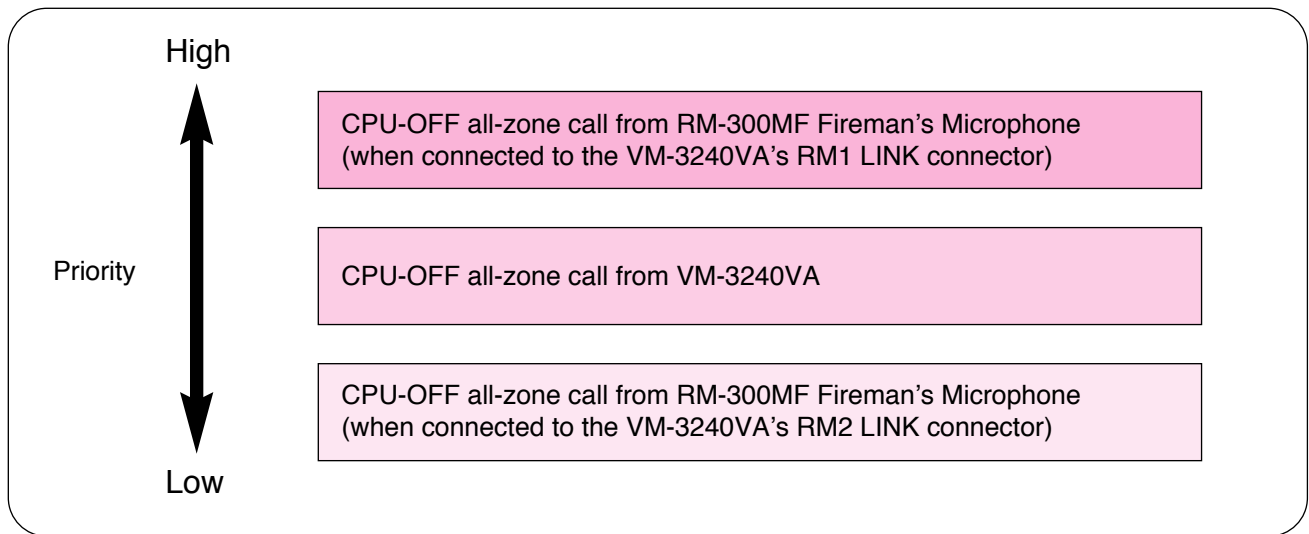 High
CPU-OFF all-zone call from RM-300MF Fireman’s Microphone
(when connected to the VM-3240VA’s RM1 LINK connector)
Priority
CPU-OFF all-zone call from VM-3240VA
CPU-OFF all-zone call from RM-300MF Fireman’s Microphone
(when connected to the VM-3240VA’s RM2 LINK connector)
Low